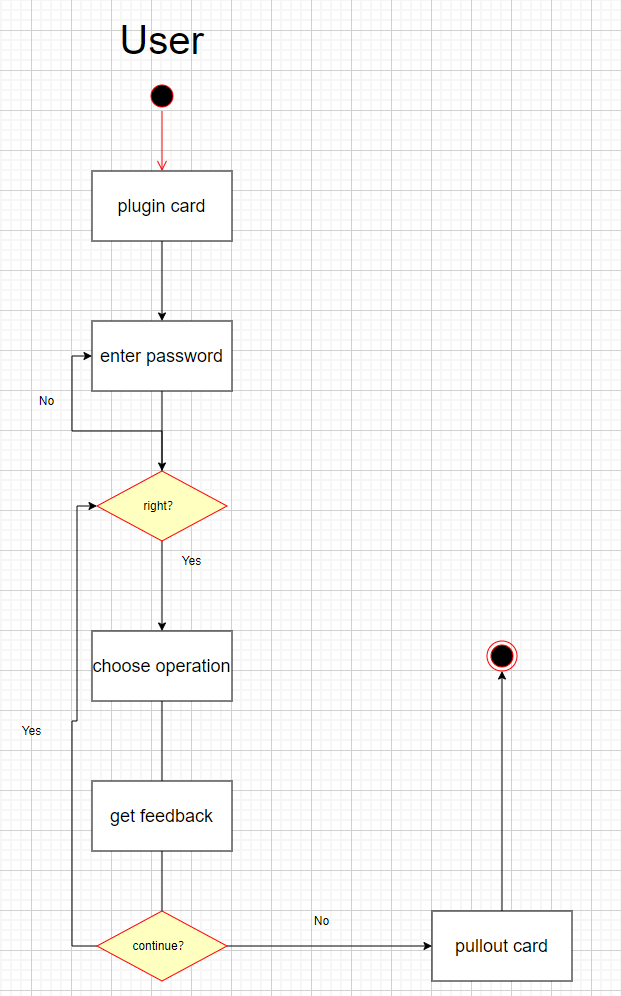 User
plugin card
enter password
No
right?
Yes
choose operation
Yes
get feedback
No
continue?
pullout card